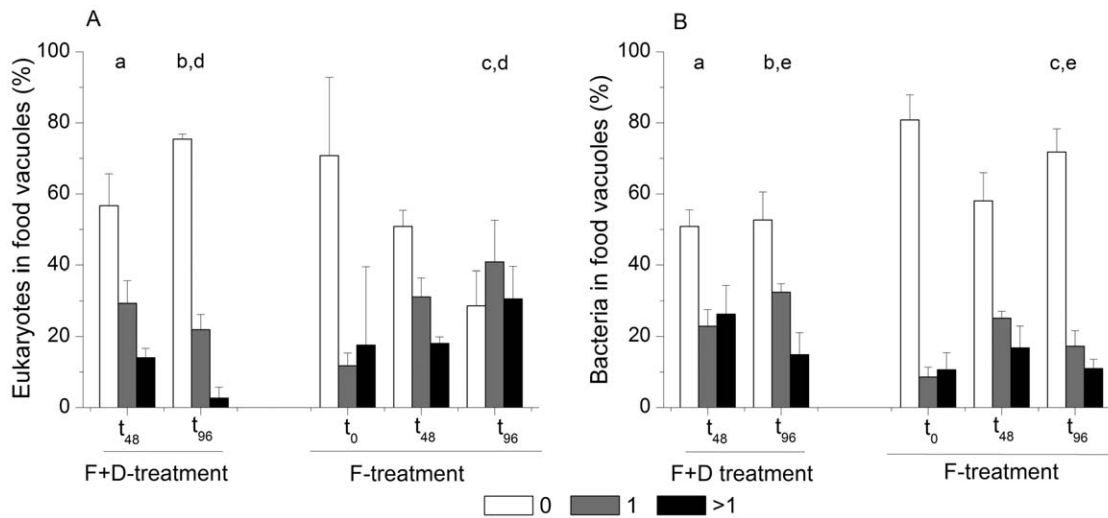 A
Eukaryotes in food vacuoles (%)
100
80
60
40
20
0
a
b,d
c,d
t48
t96
t0
t48
t96
F+D-treatment
F-treatment
B
Bacteria in food vacuoles (%)
100
80
60
40
20
0
a
b,e
c,e
t48
t96
t0
t48
t96
F+D treatment
F-treatment
0
1
>1